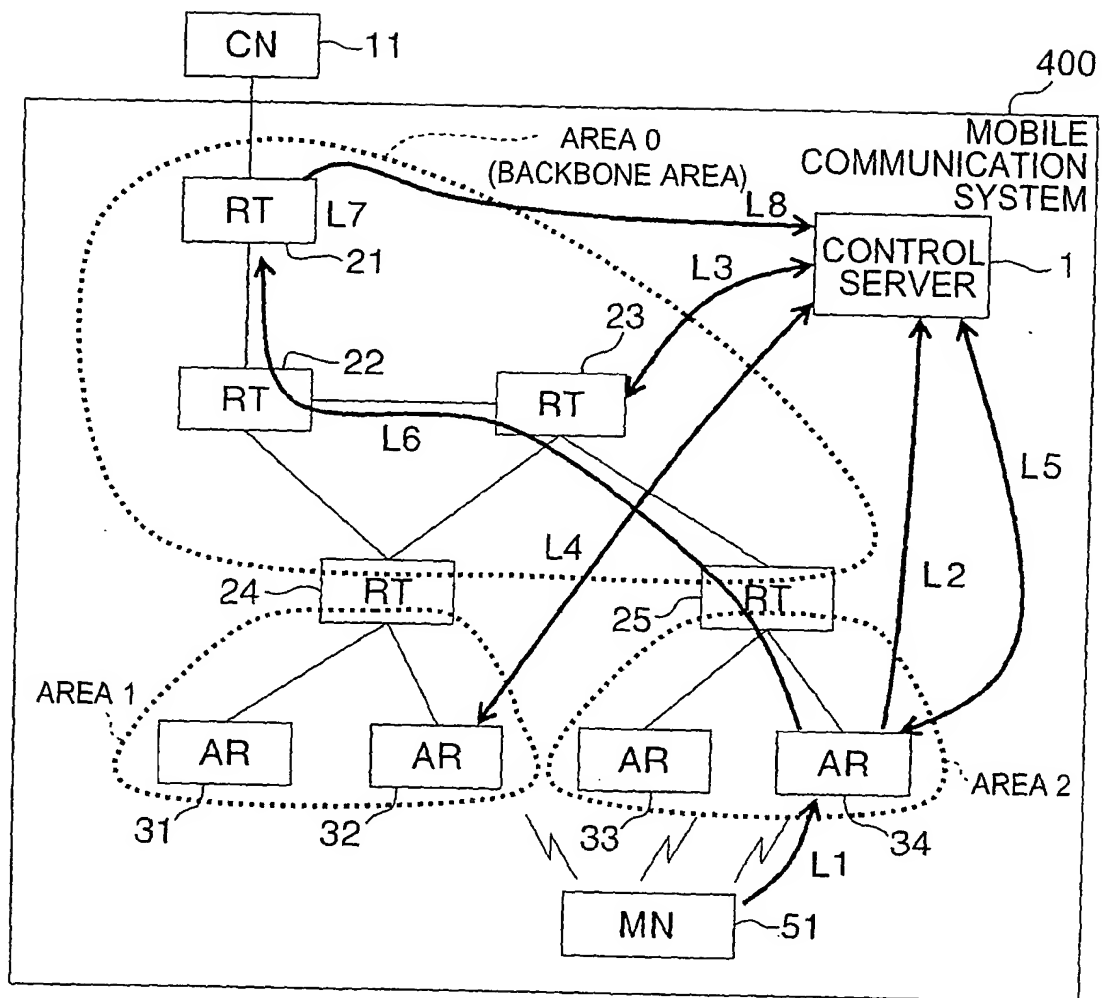 CN
11
400
MOBILE
COMMUNICATION
SYSTEM
AREA 0
(BACKBONE AREA)
RT
L7
21
L8
CONTROL
SERVER
1
L3
23
22
RT
RT
L6
L5
L4
L2
24
RT
25
RT
AREA 1
AR
AR
AR
AR
AREA 2
31
32
33
34
L1
MN
51